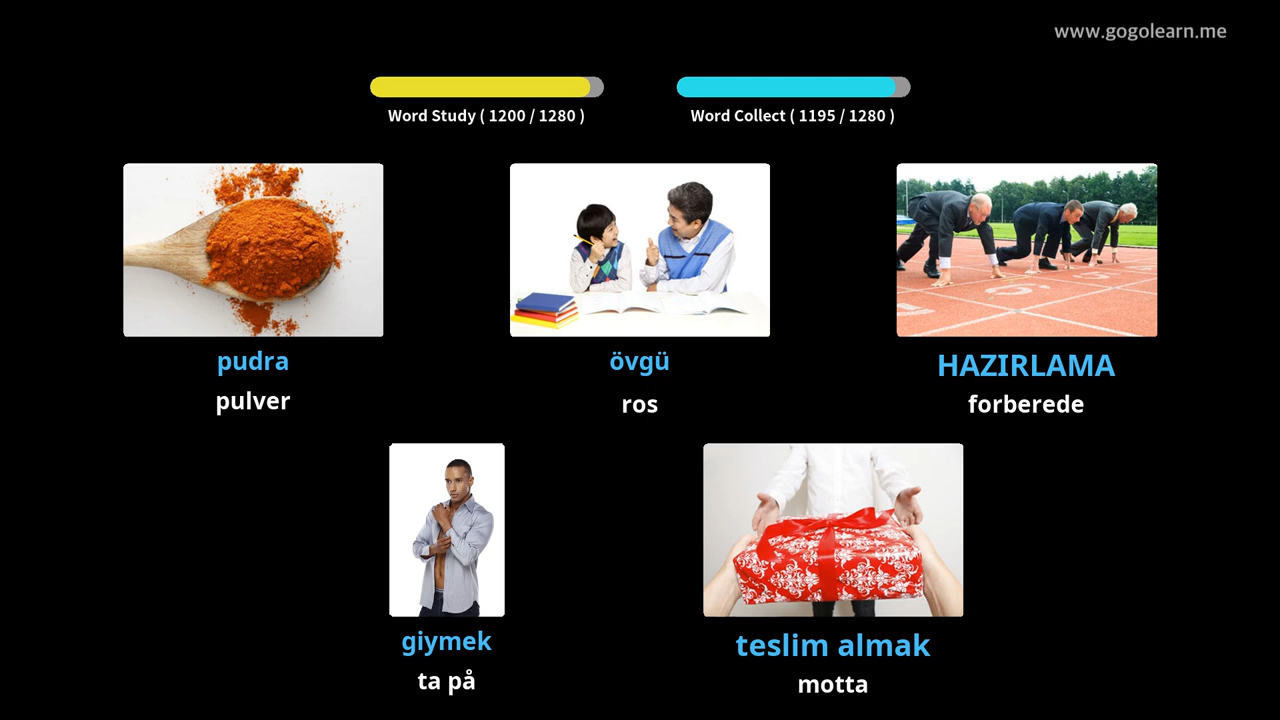 www.gogolearn.me
Word Study ( 1200 / 1280 )
Word Collect ( 1195 / 1280 )
pudra
pulver
övgü
ros
HAZIRLAMA
forberede
giymek
ta på
teslim almak
motta